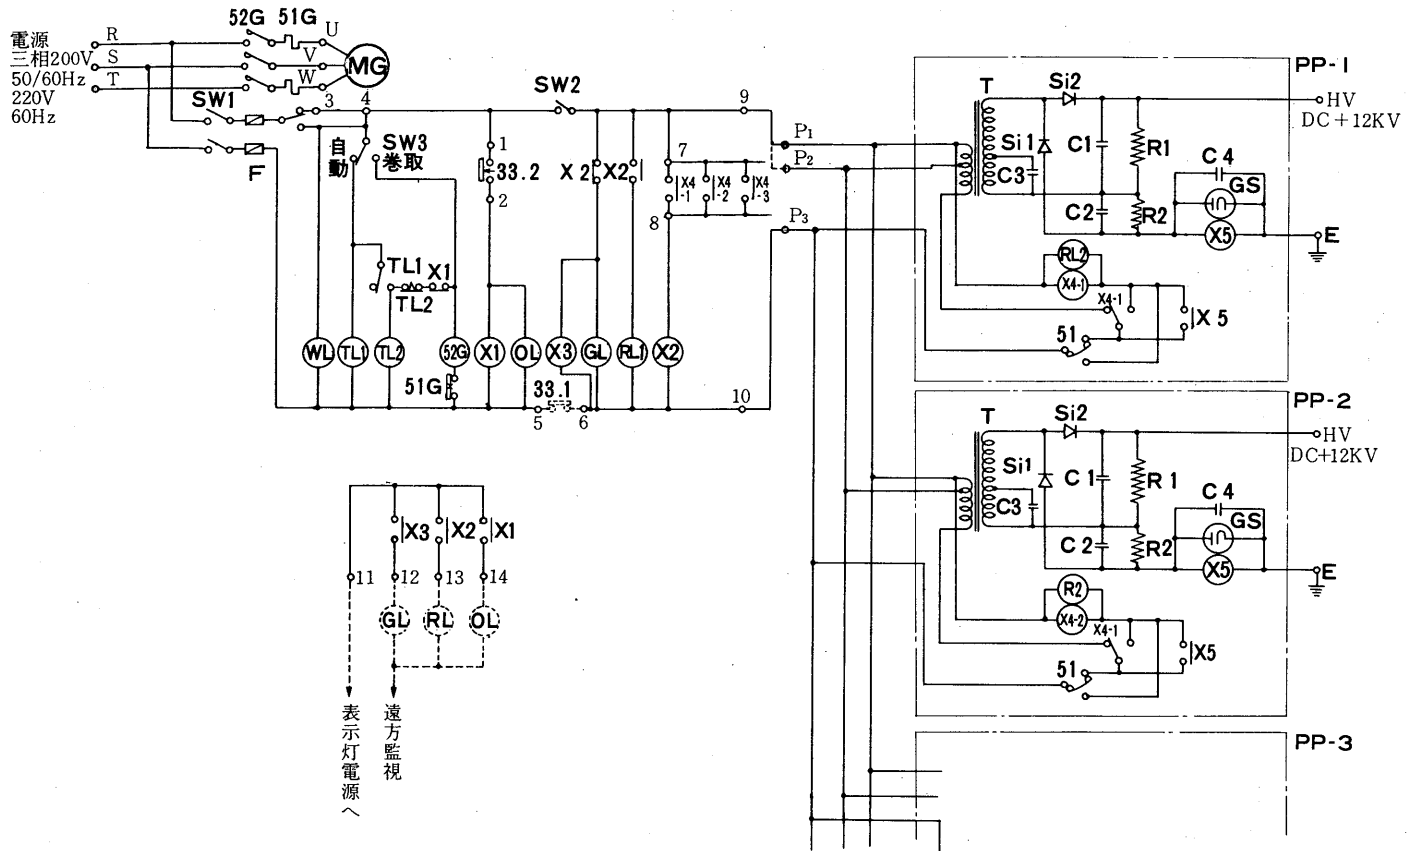 電源
三相200V
50/60Hz
220V
60Hz
R
S
T
52G 51G
U
V
W
MG
SW1
F
3
4
自動
SW3
巻取
SW2
1
33.2
2
X2
X2
9
7
8
X4-1
X4-2
X4-3
P1
P2
P3
TL1
X1
TL2
WL
TL1
TL2
52G
X1
OL
X3
GL
RL1
X2
51G
33.1
5
6
10
X3
X2
X1
11
12
13
14
GL
RL
OL
表示灯電源へ
遠方監視
PP-1
T
Si2
HV
DC+12KV
Si1
C1
R1
C3
C2
R2
C4
GS
X5
E
RL2
X4-1
X4-1
X5
51
PP-2
T
Si2
HV
DC+12KV
Si1
C1
R1
C3
C2
R2
C4
GS
X5
E
R2
X4-2
X4-1
X5
51
PP-3